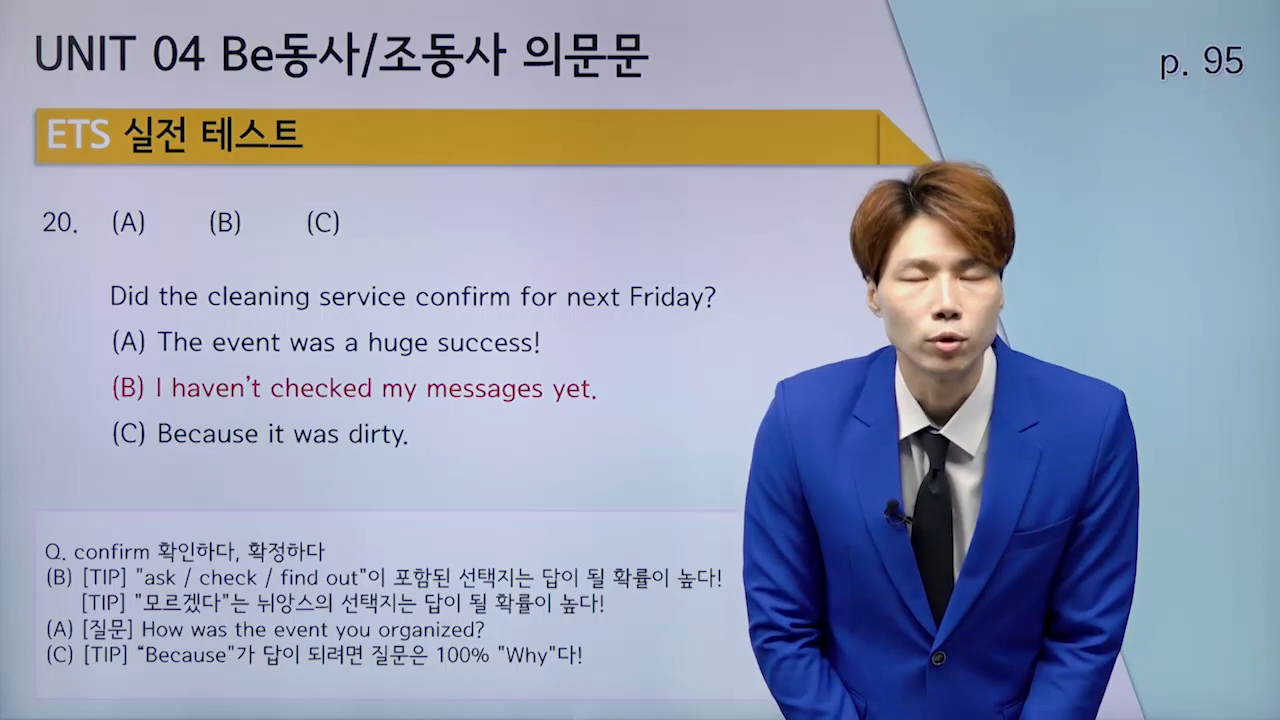 UNIT 04 Be동사/조동사 의문문
p. 95
ETS 실전 테스트
20. (A) (B) (C)
Did the cleaning service confirm for next Friday?
(A) The event was a huge success!
(B) I haven't checked my messages yet.
(C) Because it was dirty.
Q. confirm 확인하다, 확정하다
(B) [TIP] "ask / check / find out"이 포함된 선택지는 답이 될 확률이 높다!
[TIP] "모르겠다"는 뉘앙스의 선택지는 답이 될 확률이 높다!
(A) [질문] How was the event you organized?
(C) [TIP] “Because"가 답이 되려면 질문은 100% "Why"다!